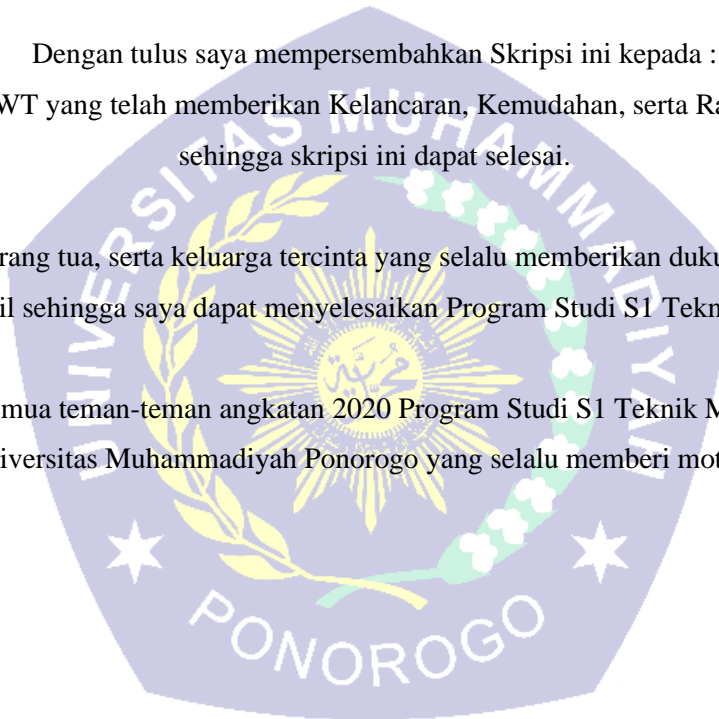 Dengan tulus saya mempersembahkan Skripsi ini kepada :
WT yang telah memberikan Kelancaran, Kemudahan, serta Ra
sehingga skripsi ini dapat selesai.
rang tua, serta keluarga tercinta yang selalu memberikan duku
il sehingga saya dapat menyelesaikan Program Studi S1 Tekn
mua teman-teman angkatan 2020 Program Studi S1 Teknik M
iversitas Muhammadiyah Ponorogo yang selalu memberi mot
UNIVERSITAS MUHAMMADIYAH
PONOROGO